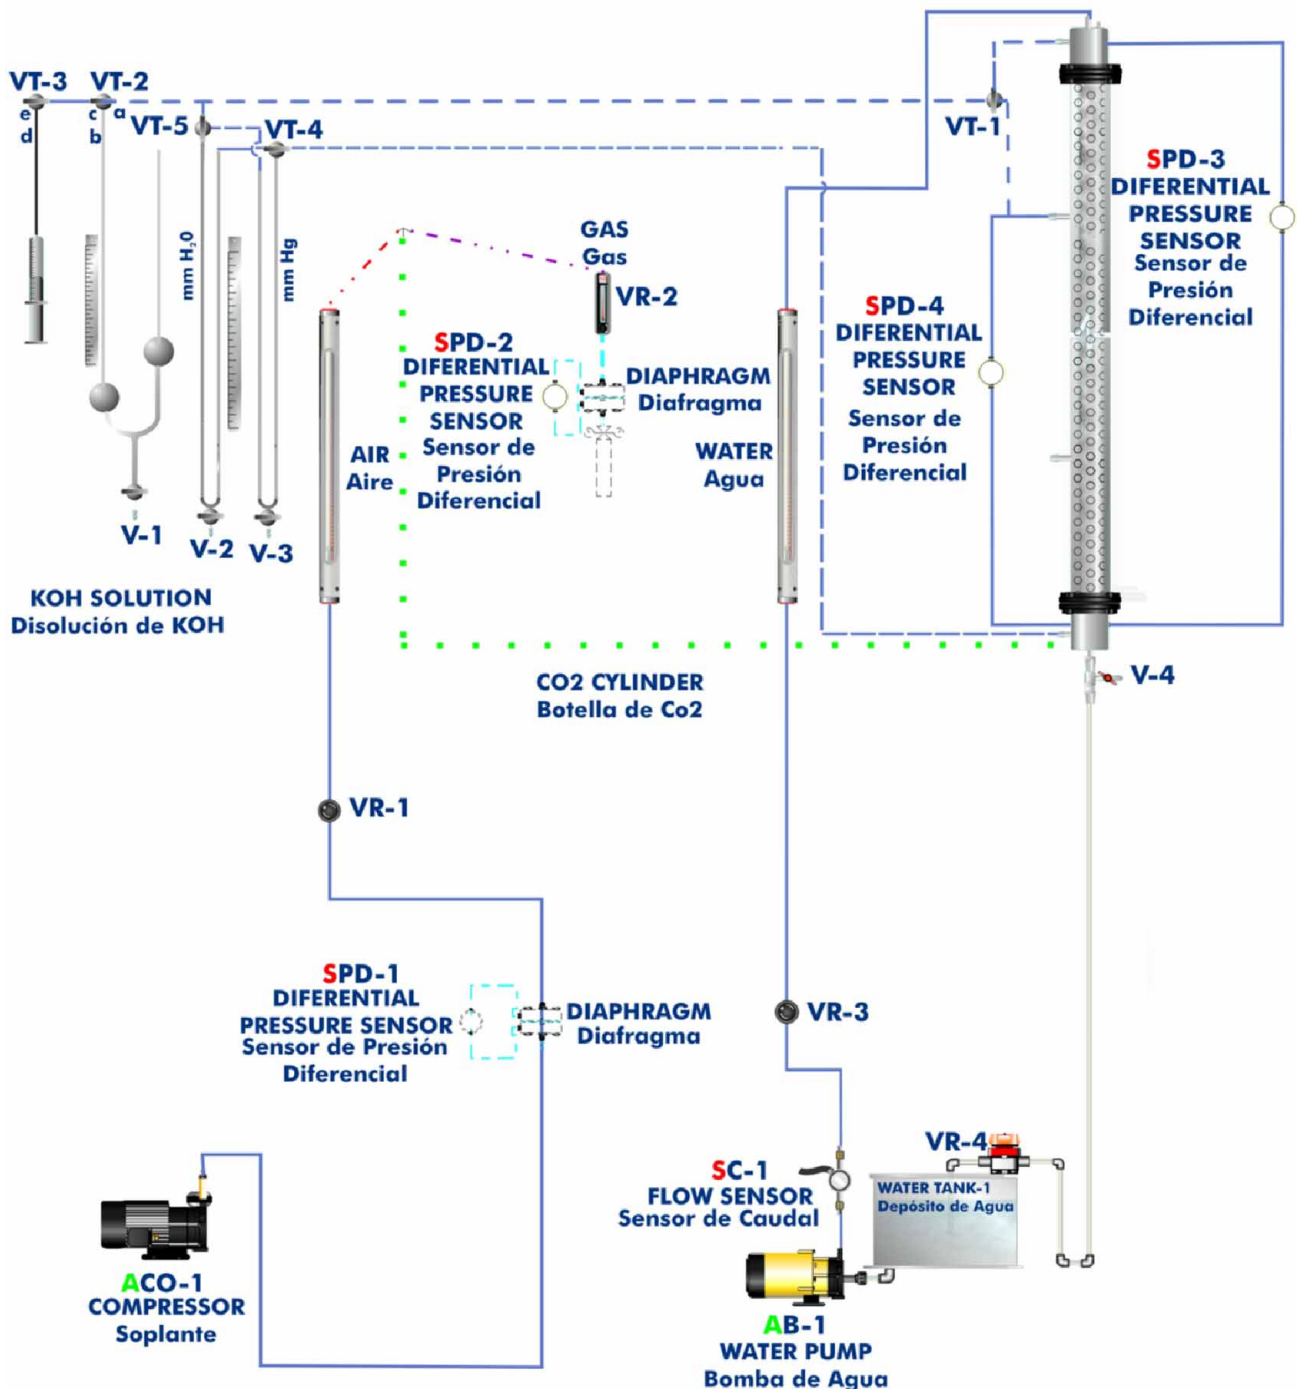 VT-3
VT-2
e
d
c
b
a
VT-5
VT-4
VT-1
mm H₂0
mm Hg
SPD-3
DIFERENTIAL
PRESSURE
SENSOR
Sensor de
Presión
Diferencial
GAS
Gas
VR-2
SPD-4
DIFERENTIAL
PRESSURE
SENSOR
Sensor de
Presión
Diferencial
SPD-2
DIFERENTIAL
PRESSURE
SENSOR
Sensor de
Presión
Diferencial
DIAPHRAGM
Diafragma
AIR
Aire
WATER
Agua
V-1
V-2
V-3
KOH SOLUTION
Disolución de KOH
CO2 CYLINDER
Botella de Co2
V-4
VR-1
SPD-1
DIFERENTIAL
PRESSURE SENSOR
Sensor de Presión
Diferencial
DIAPHRAGM
Diafragma
VR-3
VR-4
WATER TANK-1
Depósito de Agua
SC-1
FLOW SENSOR
Sensor de Caudal
ACO-1
COMPRESSOR
Soplante
AB-1
WATER PUMP
Bomba de Agua